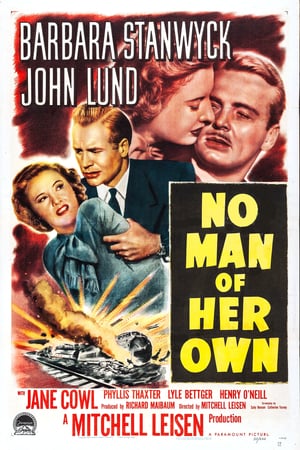 BARBARA STANWYCK
JOHN LUND
NO
MAN
OF
HER
OWN
WITH JANE COWL PHYLLIS THAXTER LYLE BETTGER HENRY O'NEILL
Produced by RICHARD MAIBAUM Directed by MITCHELL LEISEN
A MITCHELL LEISEN Production
A PARAMOUNT PICTURE